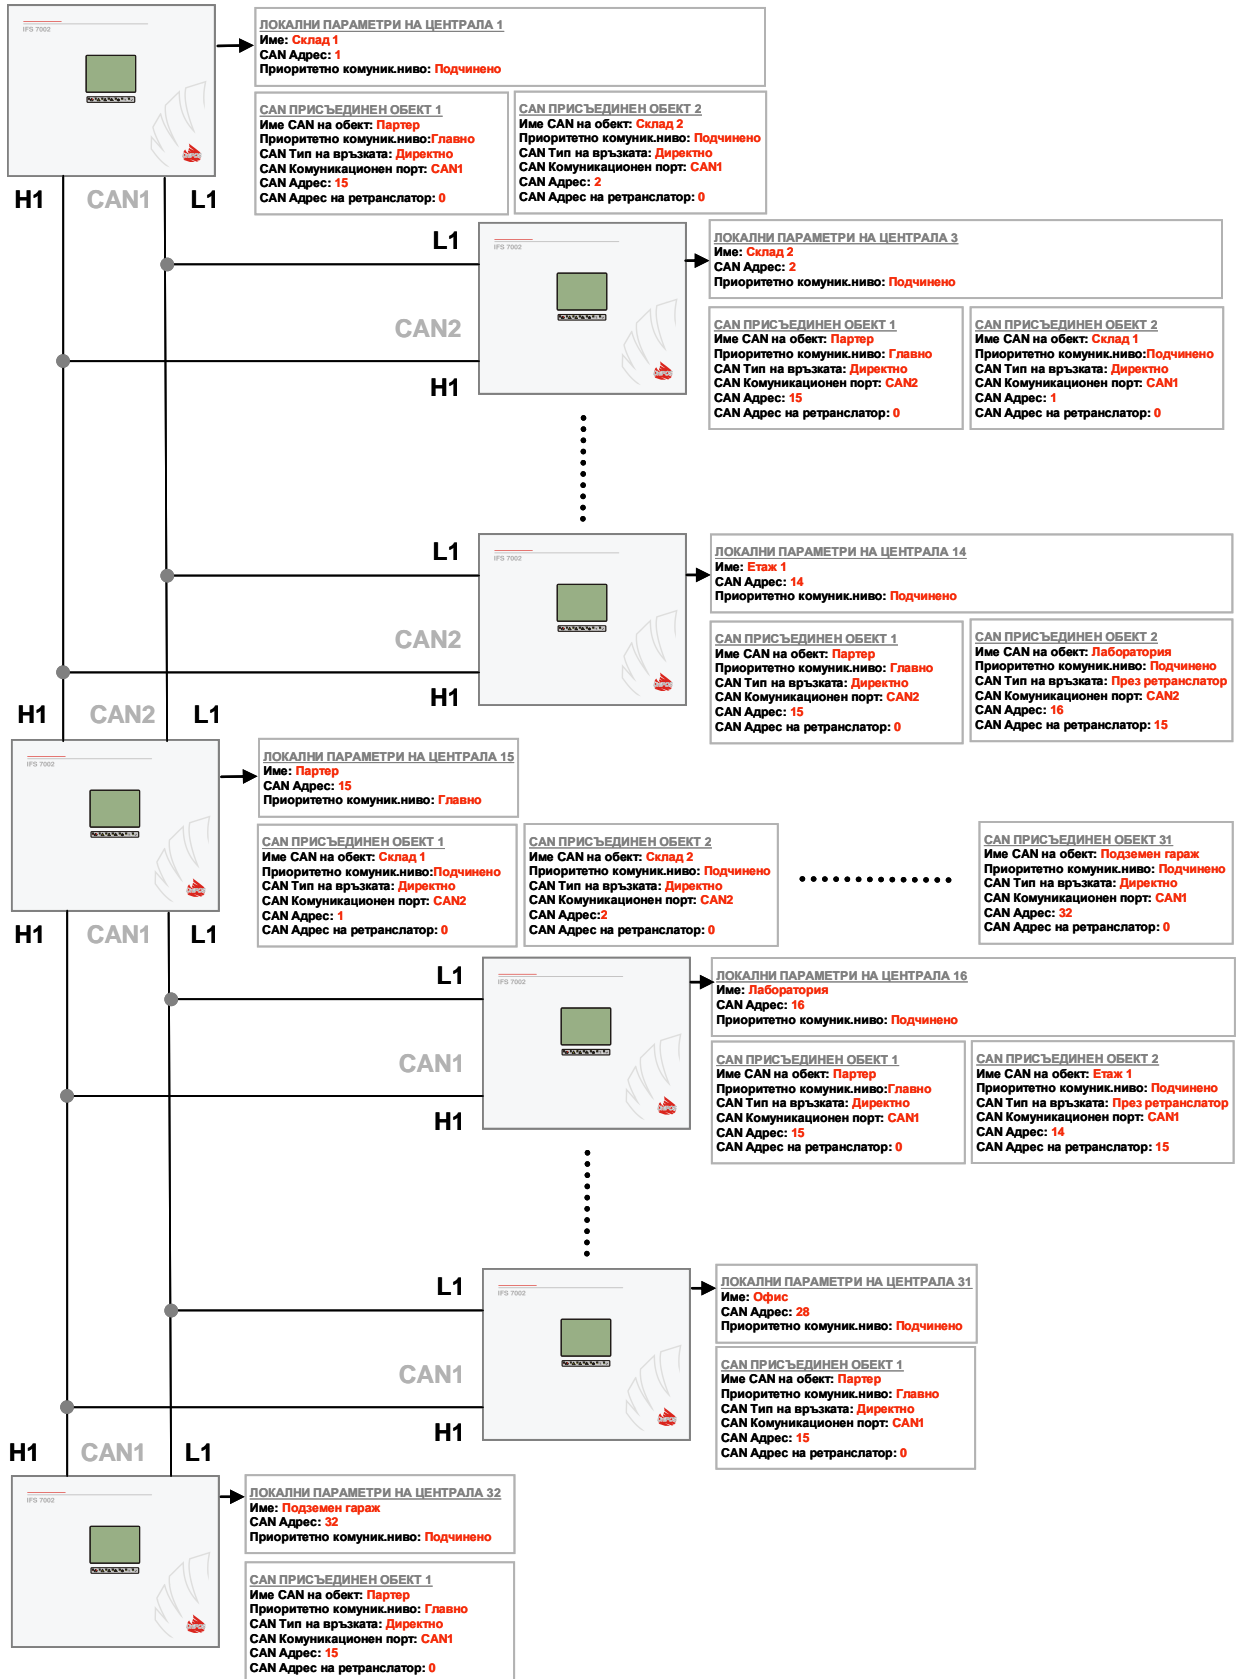 IFS 7002
ЛОКАЛНИ ПАРАМЕТРИ НА ЦЕНТРАЛА 1
Име: Склад 1
CAN Адрес: 1
Приоритетно комуник.ниво: Подчинено
CAN ПРИСЪЕДИНЕН ОБЕКТ 1
Име CAN на обект: Партер
Приоритетно комуник.ниво:Главно
CAN Тип на връзката: Директно
CAN Комуникационен порт: CAN1
CAN Адрес: 15
CAN Адрес на ретранслатор: 0
CAN ПРИСЪЕДИНЕН ОБЕКТ 2
Име CAN на обект: Склад 2
Приоритетно комуник.ниво: Подчинено
CAN Тип на връзката: Директно
CAN Комуникационен порт: CAN1
CAN Адрес: 2
CAN Адрес на ретранслатор: 0
H1 CAN1 L1
L1
CAN2
H1
IFS 7002
ЛОКАЛНИ ПАРАМЕТРИ НА ЦЕНТРАЛА 3
Име: Склад 2
CAN Адрес: 2
Приоритетно комуник.ниво: Подчинено
CAN ПРИСЪЕДИНЕН ОБЕКТ 1
Име CAN на обект: Партер
Приоритетно комуник.ниво: Главно
CAN Тип на връзката: Директно
CAN Комуникационен порт: CAN2
CAN Адрес: 15
CAN Адрес на ретранслатор: 0
CAN ПРИСЪЕДИНЕН ОБЕКТ 2
Име CAN на обект: Склад 1
Приоритетно комуник.ниво:Подчинено
CAN Тип на връзката: Директно
CAN Комуникационен порт: CAN1
CAN Адрес: 1
CAN Адрес на ретранслатор: 0
L1
CAN2
H1
IFS 7002
ЛОКАЛНИ ПАРАМЕТРИ НА ЦЕНТРАЛА 14
Име: Етаж 1
CAN Адрес: 14
Приоритетно комуник.ниво: Подчинено
CAN ПРИСЪЕДИНЕН ОБЕКТ 1
Име CAN на обект: Партер
Приоритетно комуник.ниво: Главно
CAN Тип на връзката: Директно
CAN Комуникационен порт: CAN2
CAN Адрес: 15
CAN Адрес на ретранслатор: 0
CAN ПРИСЪЕДИНЕН ОБЕКТ 2
Име CAN на обект: Лаборатория
Приоритетно комуник.ниво: Подчинено
CAN Тип на връзката: През ретранслатор
CAN Комуникационен порт: CAN2
CAN Адрес: 16
CAN Адрес на ретранслатор: 15
H1 CAN2 L1
IFS 7002
ЛОКАЛНИ ПАРАМЕТРИ НА ЦЕНТРАЛА 15
Име: Партер
CAN Адрес: 15
Приоритетно комуник.ниво: Главно
CAN ПРИСЪЕДИНЕН ОБЕКТ 1
Име CAN на обект: Склад 1
Приоритетно комуник.ниво:Подчинено
CAN Тип на връзката: Директно
CAN Комуникационен порт: CAN2
CAN Адрес: 1
CAN Адрес на ретранслатор: 0
CAN ПРИСЪЕДИНЕН ОБЕКТ 2
Име CAN на обект: Склад 2
Приоритетно комуник.ниво: Подчинено
CAN Тип на връзката: Директно
CAN Комуникационен порт: CAN2
CAN Адрес:2
CAN Адрес на ретранслатор: 0
CAN ПРИСЪЕДИНЕН ОБЕКТ 31
Име CAN на обект: Подземен гараж
Приоритетно комуник.ниво: Подчинено
CAN Тип на връзката: Директно
CAN Комуникационен порт: CAN1
CAN Адрес: 32
CAN Адрес на ретранслатор: 0
H1 CAN1 L1
L1
CAN1
H1
IFS 7002
ЛОКАЛНИ ПАРАМЕТРИ НА ЦЕНТРАЛА 16
Име: Лаборатория
CAN Адрес: 16
Приоритетно комуник.ниво: Подчинено
CAN ПРИСЪЕДИНЕН ОБЕКТ 1
Име CAN на обект: Партер
Приоритетно комуник.ниво:Главно
CAN Тип на връзката: Директно
CAN Комуникационен порт: CAN1
CAN Адрес: 15
CAN Адрес на ретранслатор: 0
CAN ПРИСЪЕДИНЕН ОБЕКТ 2
Име CAN на обект: Етаж 1
Приоритетно комуник.ниво: Подчинено
CAN Тип на връзката: През ретранслатор
CAN Комуникационен порт: CAN1
CAN Адрес: 14
CAN Адрес на ретранслатор: 15
L1
CAN1
H1
IFS 7002
ЛОКАЛНИ ПАРАМЕТРИ НА ЦЕНТРАЛА 31
Име: Офис
CAN Адрес: 28
Приоритетно комуник.ниво: Подчинено
CAN ПРИСЪЕДИНЕН ОБЕКТ 1
Име CAN на обект: Партер
Приоритетно комуник.ниво: Главно
CAN Тип на връзката: Директно
CAN Комуникационен порт: CAN1
CAN Адрес: 15
CAN Адрес на ретранслатор: 0
H1 CAN1 L1
IFS 7002
ЛОКАЛНИ ПАРАМЕТРИ НА ЦЕНТРАЛА 32
Име: Подземен гараж
CAN Адрес: 32
Приоритетно комуник.ниво: Подчинено
CAN ПРИСЪЕДИНЕН ОБЕКТ 1
Име CAN на обект: Партер
Приоритетно комуник.ниво: Главно
CAN Тип на връзката: Директно
CAN Комуникационен порт: CAN1
CAN Адрес: 15
CAN Адрес на ретранслатор: 0